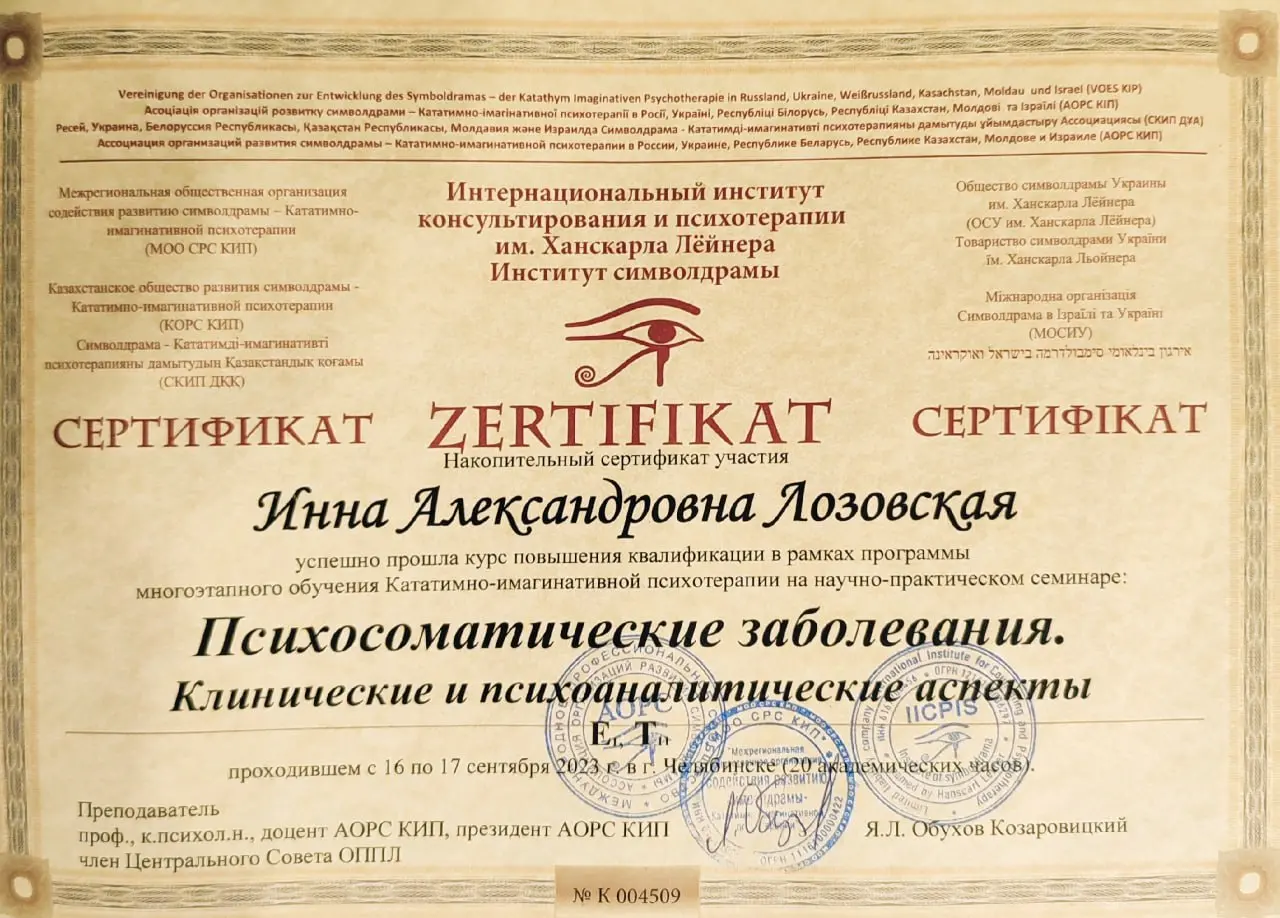 Vereinigung der Organisationen zur Entwicklung des Symboldramas – der Katathym Imaginativen Psychotherapie in Russland, Ukraine, Weißrussland, Kasachstan, Moldau und Israel (VOES KIP)
Асоціація організацій розвитку символдрами – Кататимно-імагінативної психотерапії в Росії, Україні, Республіці Білорусь, Республіці Казахстан, Молдові та Ізраїлі (АОРС КІП)
Ресей, Украина, Белоруссия Республикасы, Қазақстан Республикасы, Молдавия және Израилда Символдрама - Кататимді-имагинативті психотерапияны дамытуды ұйымдастыру Ассоциациясы (СКИП ДҰА)
Ассоциация организаций развития символдрамы – Кататимно-имагинативной психотерапии в России, Украине, Республике Беларусь, Республике Казахстан, Молдове и Израиле (АОРС КИП)
Межрегиональная общественная организация
содействия развитию символдрамы – Кататимно-
имагинативной психотерапии
(МОО СРС КИП)
Казахстанское общество развития символдрамы -
Кататимно-имагинативной психотерапии
(КОРС КИП)
Символдрама - Кататимді-имагинативті
психотерапияны дамытудын Қазақстандық қоғамы
(СКИП ДКК)
Интернациональный институт
консультирования и психотерапии
им. Ханскарла Лёйнера
Институт символдрамы
Общество символдрамы Украины
им. Ханскарла Лёйнера
(ОСУ им. Ханскарла Лёйнера)
Товариство символдрами України
ім. Ханскарла Льойнера
Міжнародна організація
Символдрама в Ізраїлі та Україні
(МОСИУ)
אירגון בינלאומי סימבולדרמה בישראל ואוקראינה
СЕРТИФИКАТ
ZERTIFIKAT
СЕРТИФІКАТ
Накопительный сертификат участия
Инна Александровна Лозовская
успешно прошла курс повышения квалификации в рамках программы
многоэтапного обучения Кататимно-имагинативной психотерапии на научно-практическом семинаре:
Психосоматические заболевания.
Клинические и психоаналитические аспекты
АОРС
IICPIS
проходившем с 16 по 17 сентября 2023 г. в г. Челябинске (20 академических часов).
Преподаватель
проф., к.психол.н., доцент АОРС КИП, президент АОРС КИП
член Центрального Совета ОППЛ
Я.Л. Обухов Козаровицкий
№ К 004509